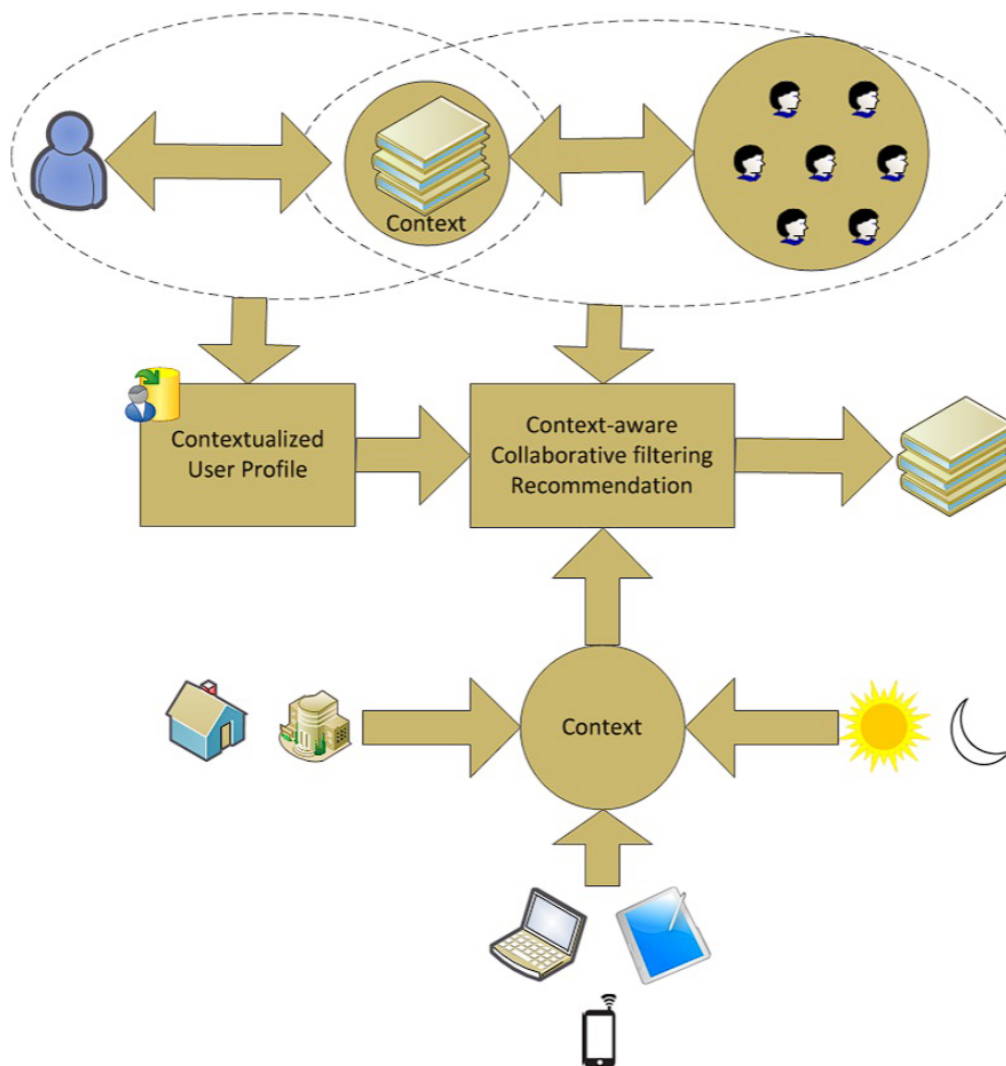 Context
Contextualized
User Profile
Context-aware
Collaborative filtering
Recommendation
Context